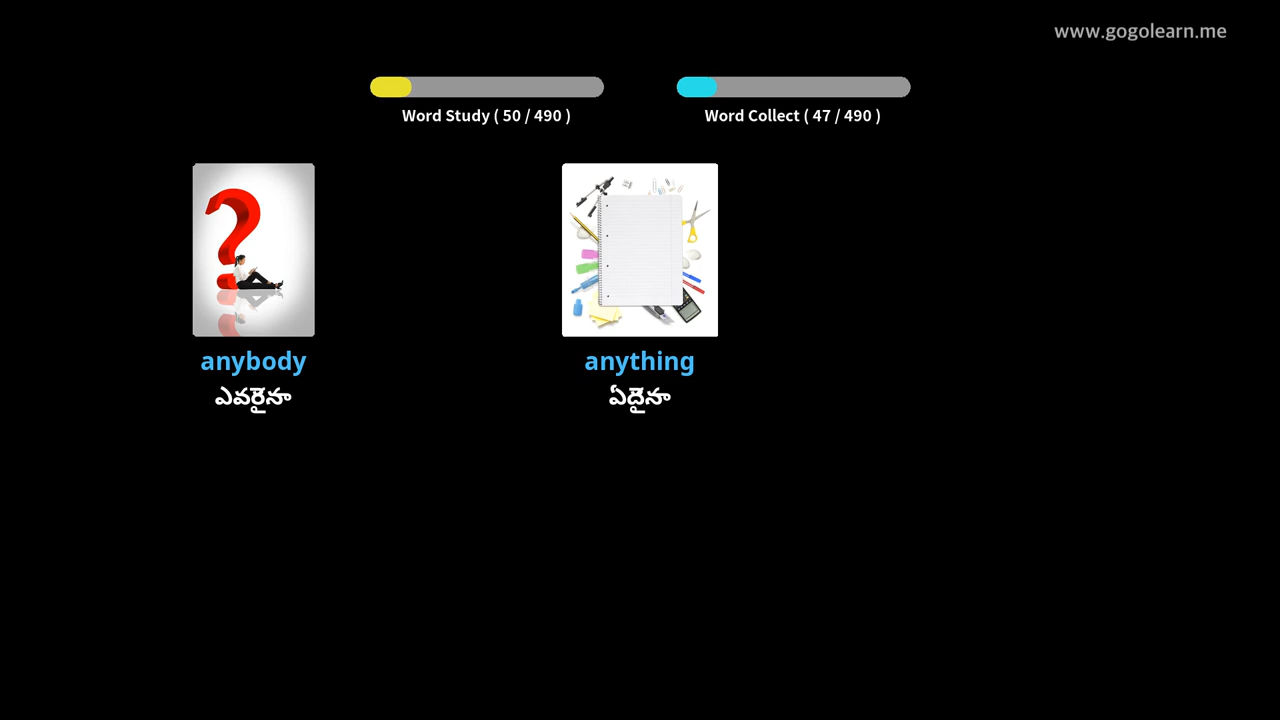 www.gogolearn.me
Word Study ( 50 / 490 )
Word Collect ( 47 / 490 )
anybody
ఎవరైనా
anything
ఏదైనా